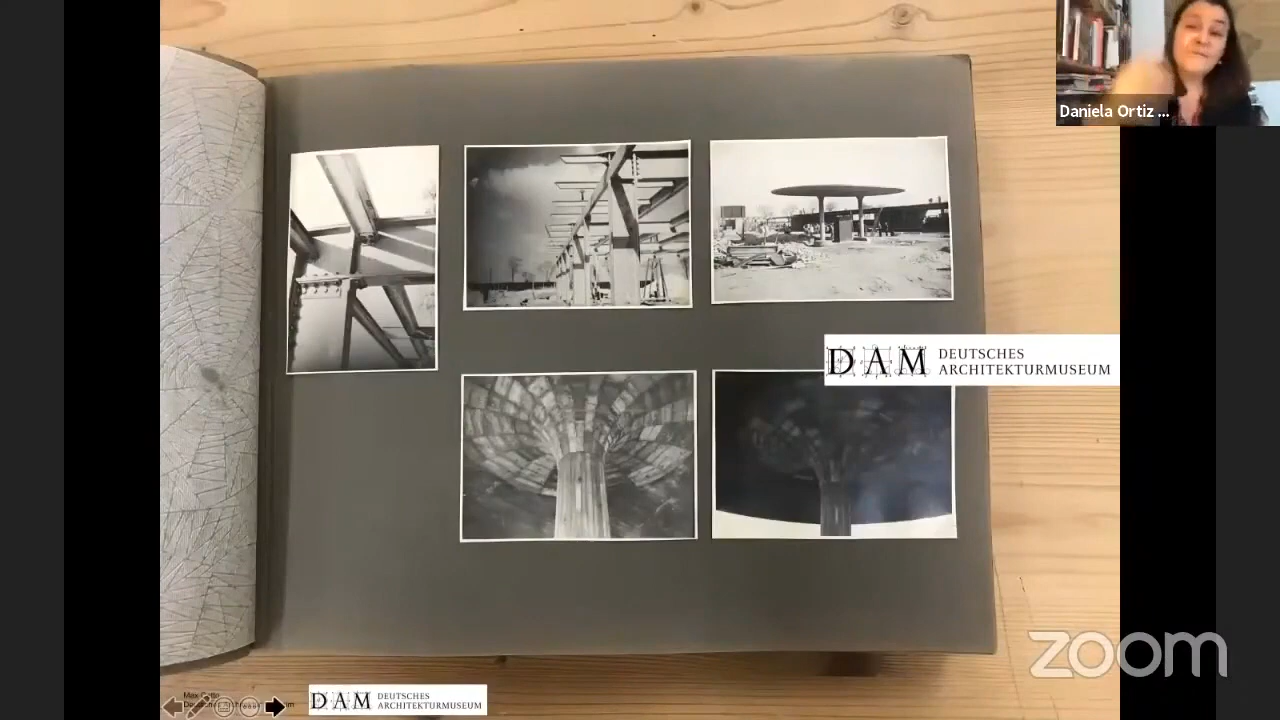 Daniela Ortiz ...
DAM
DEUTSCHES
ARCHITEKTURMUSEUM
zoom
DAM
DEUTSCHES
ARCHITEKTURMUSEUM